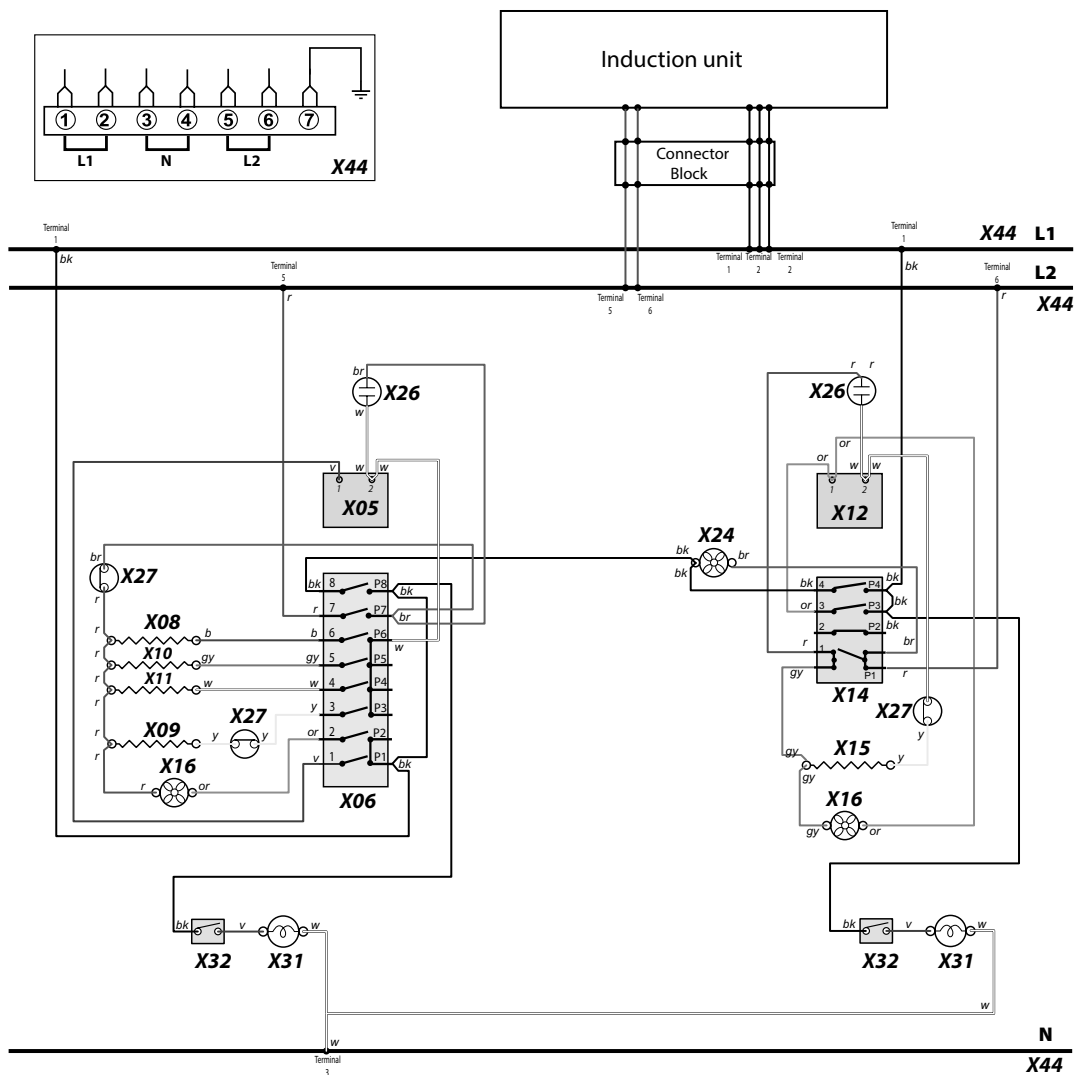 Induction unit
1 2 3 4 5 6 7
L1 N L2
X44
Connector
Block
Terminal
1
Terminal
1
X44 L1
bk
bk
Terminal
1
Terminal
2
Terminal
2
Terminal
5
Terminal
6
L2
r
r
X44
Terminal
5
Terminal
6
br
X26
w
r r
X26
or
v w w
1 2
X05
or w w
1 2
X12
X24
bk br
bk
br
X27
r
bk 8 P8 bk
r 7 P7 br
r X08 b b 6 P6 w
r X10 gy gy 5 P5
r X11 w w 4 P4
X27 y 3 P3
r X09 y y or 2 P2
r X16 v 1 P1 bk
r or
X06
bk 4 P4 bk
or 3 P3 bk
2 P2 bk
r 1 br
gy P1 r
X14
X27
y
gy X15 y
gy
X16
gy or
bk v w
X32 X31
bk v w
X32 X31
w
w
N
Terminal
3
X44